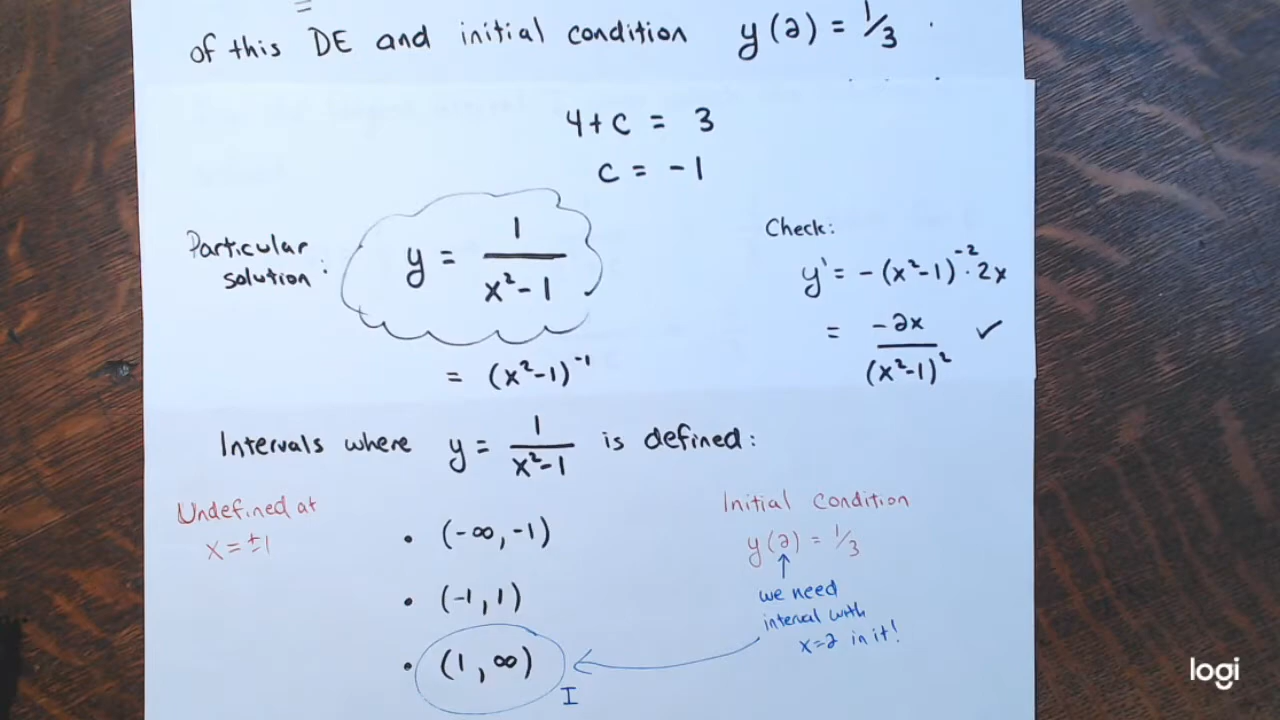 of this DE and initial condition y(2) = 1/3 .
4+c = 3
c = -1
Particular solution: y = 1/(x²-1)
= (x²-1)⁻¹
Check:
y' = -(x²-1)⁻² · 2x
= -2x/(x²-1)² ✓
Intervals where y = 1/(x²-1) is defined:
Undefined at
x = ±1
• (-∞, -1)
• (-1, 1)
• (1, ∞)
I
Initial condition
y(2) = 1/3
we need
interval with
x=2 in it!
logi